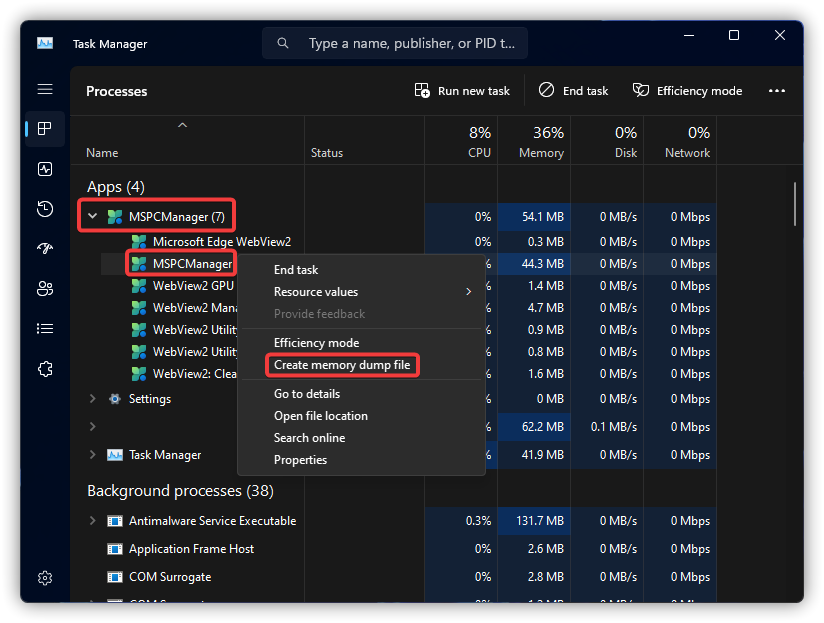 Task Manager
Type a name, publisher, or PID t...
Processes
Run new task
End task
Efficiency mode
8% 36% 0% 0%
Name Status CPU Memory Disk Network
Apps (4)
MSPCManager (7) 0% 54.1 MB 0 MB/s 0 Mbps
Microsoft Edge WebView2 0% 0.3 MB 0 MB/s 0 Mbps
MSPCManager % 44.3 MB 0 MB/s 0 Mbps
WebView2 GPU % 1.4 MB 0 MB/s 0 Mbps
WebView2 Mana % 4.7 MB 0 MB/s 0 Mbps
WebView2 Utilit % 0.9 MB 0 MB/s 0 Mbps
WebView2 Utilit % 0.8 MB 0 MB/s 0 Mbps
WebView2: Clea % 1.6 MB 0 MB/s 0 Mbps
Settings % 0 MB 0 MB/s 0 Mbps
% 62.2 MB 0.1 MB/s 0 Mbps
Task Manager % 41.9 MB 0 MB/s 0 Mbps
End task
Resource values
Provide feedback
Efficiency mode
Create memory dump file
Go to details
Open file location
Search online
Properties
Background processes (38)
Antimalware Service Executable 0.3% 131.7 MB 0 MB/s 0 Mbps
Application Frame Host 0% 2.6 MB 0 MB/s 0 Mbps
COM Surrogate 0% 2.8 MB 0 MB/s 0 Mbps